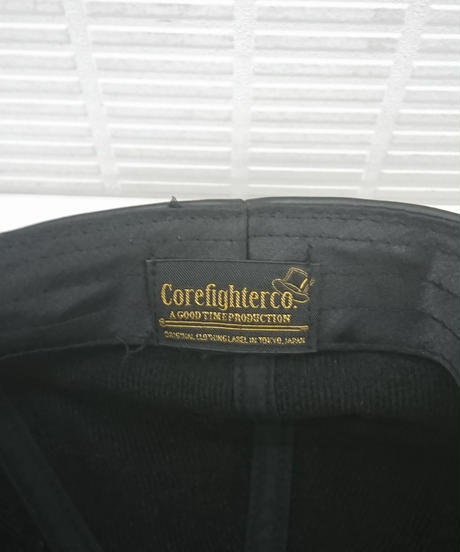 Corefighterco.
A GOOD TIME PRODUCTION
ORIGINAL CLOTHING LABEL IN TOKYO, JAPAN